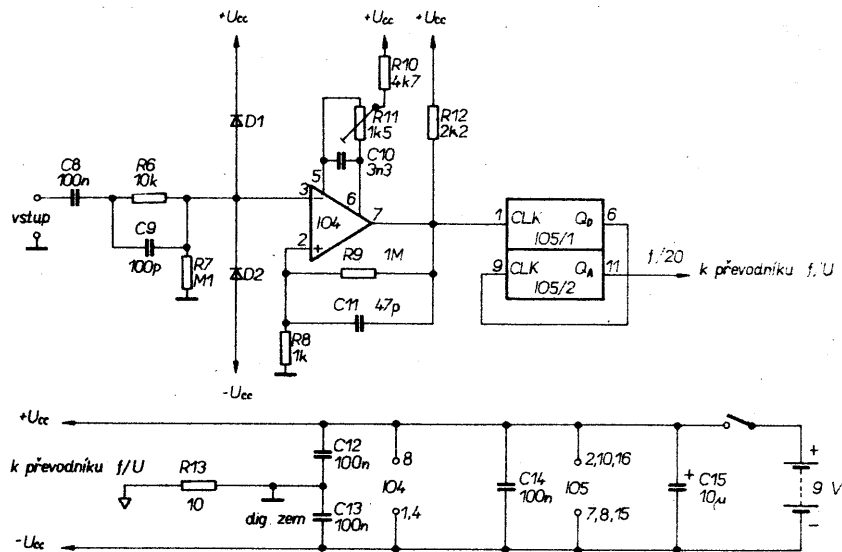 +Ucc +Ucc +Ucc
R10
4k7
D1
R11
1k5
R12
2k2
C10
3n3
C8
100n
R6
10k
5
6
3
IO4
7
1 CLK QD 6
IO5/1
vstup
C9
100p
R7
M1
2
R9 1M
9 CLK QA 11
IO5/2
f/20
k převodníku f/U
D2
C11 47p
R8
1k
-Ucc
+Ucc
k převodníku f/U
R13
10
dig. zem
C12
100n
C13
100n
8
IO4
1,4
C14
100n
2,10,16
IO5
7,8,15
+ C15
10µ
+
9 V
-
-Ucc